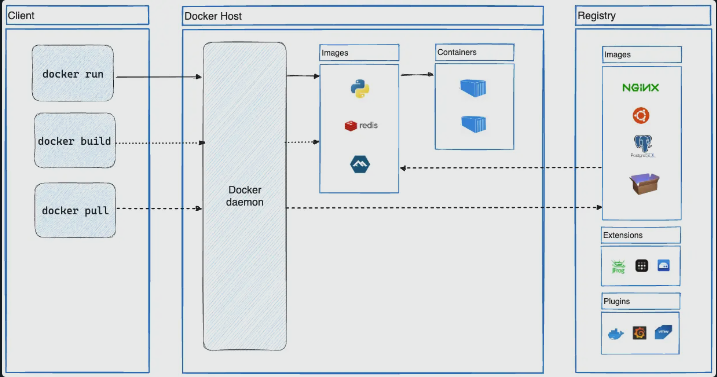 Client
docker run
docker build
docker pull
Docker Host
Docker
daemon
Images
redis
Containers
Registry
Images
NGINX
PostgreSQL
Extensions
Plugins